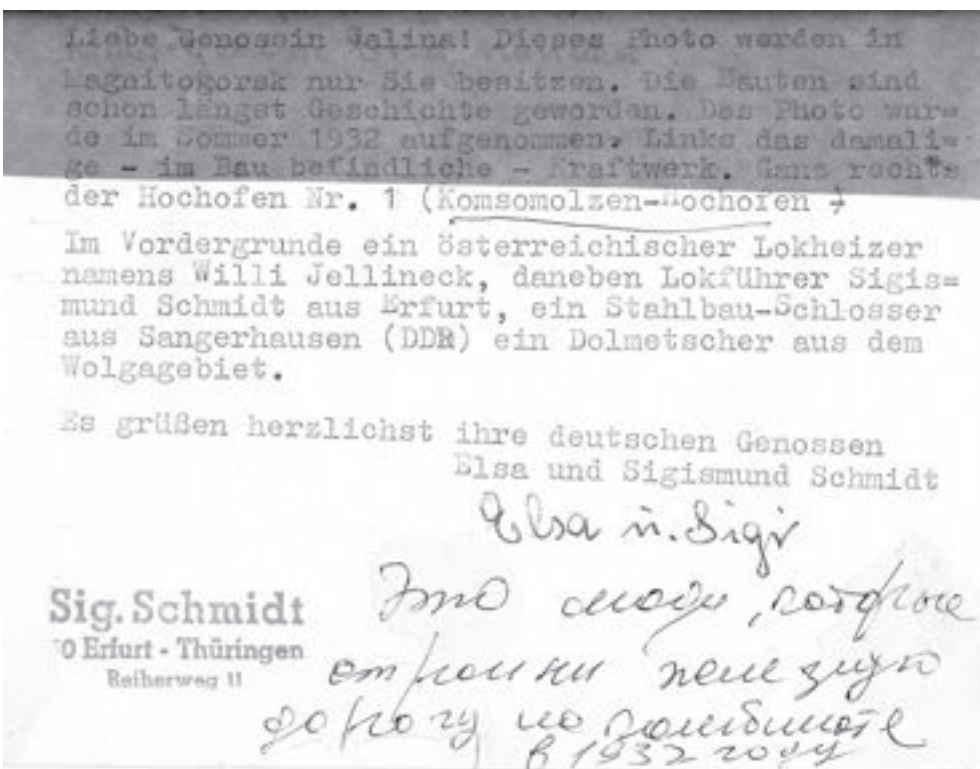 Liebe Genossin Galina! Dieses Photo werden in
Magnitogorsk nur Sie besitzen. Die Bauten sind
schon längst Geschichte geworden. Das Photo wur=
de im Sommer 1932 aufgenommen. Links das damali=
ge - im Bau befindliche - Kraftwerk. Ganz rechts
der Hochofen Nr. 1 (Komsomolzen-Hochofen )
Im Vordergrunde ein österreichischer Lokheizer
namens Willi Jellineck, daneben Lokführer Sigis=
mund Schmidt aus Erfurt, ein Stahlbau-Schlosser
aus Sangerhausen (DDR) ein Dolmetscher aus dem
Wolgagebiet.
Es grüßen herzlichst ihre deutschen Genossen
Elsa und Sigismund Schmidt
Elsa u. Sigi
Sig. Schmidt
50 Erfurt - Thüringen
Reiherweg 11
Это люди, которые
строили железную
дорогу на комбинате
в 1932 году